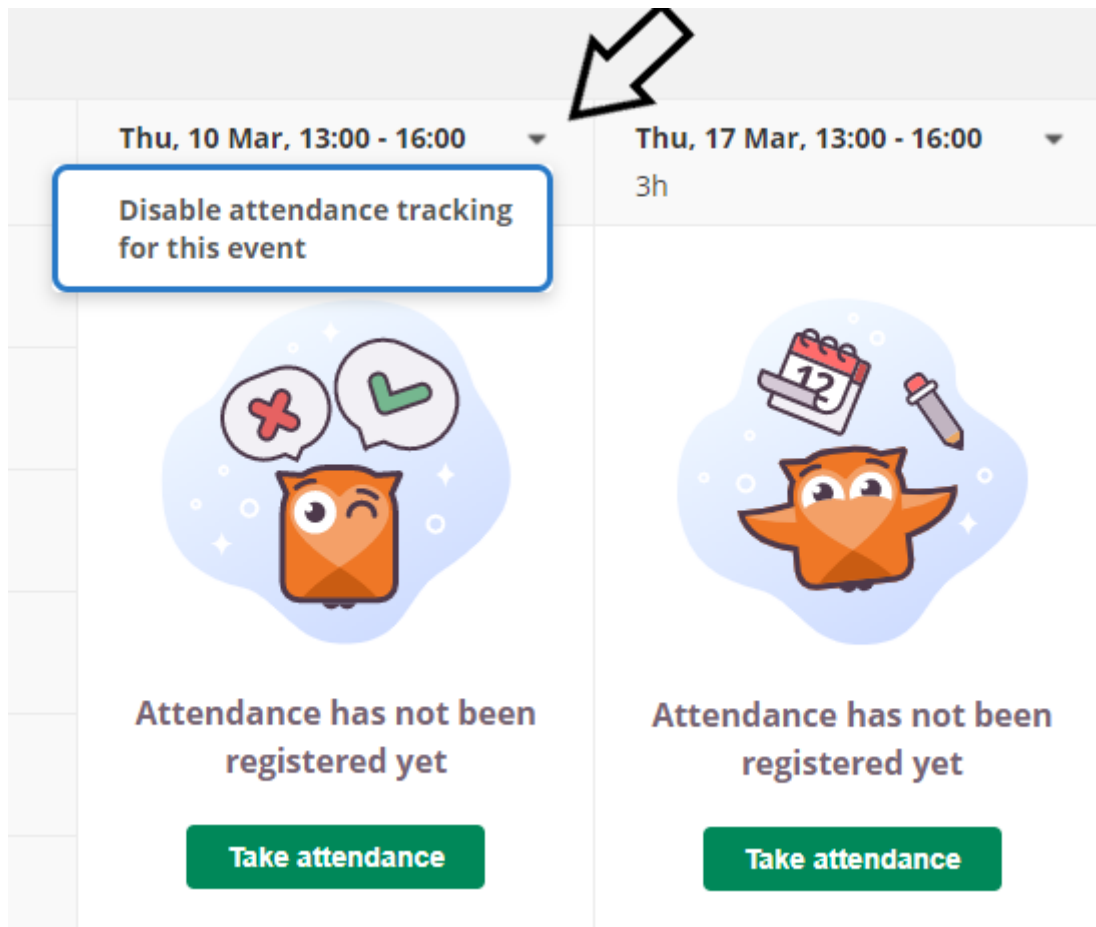 Thu, 10 Mar, 13:00 - 16:00
Disable attendance tracking
for this event
Attendance has not been
registered yet
Take attendance
Thu, 17 Mar, 13:00 - 16:00
3h
12
Attendance has not been
registered yet
Take attendance